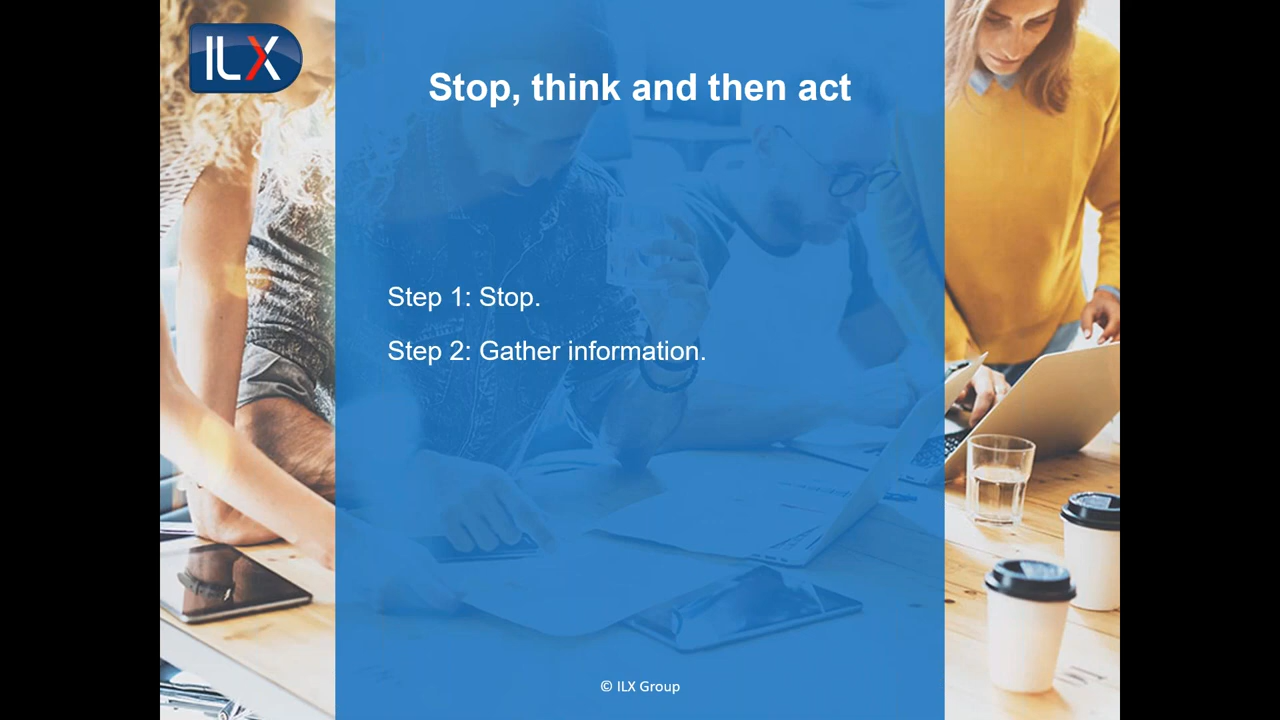 ILX
Stop, think and then act
Step 1: Stop.
Step 2: Gather information.
© ILX Group